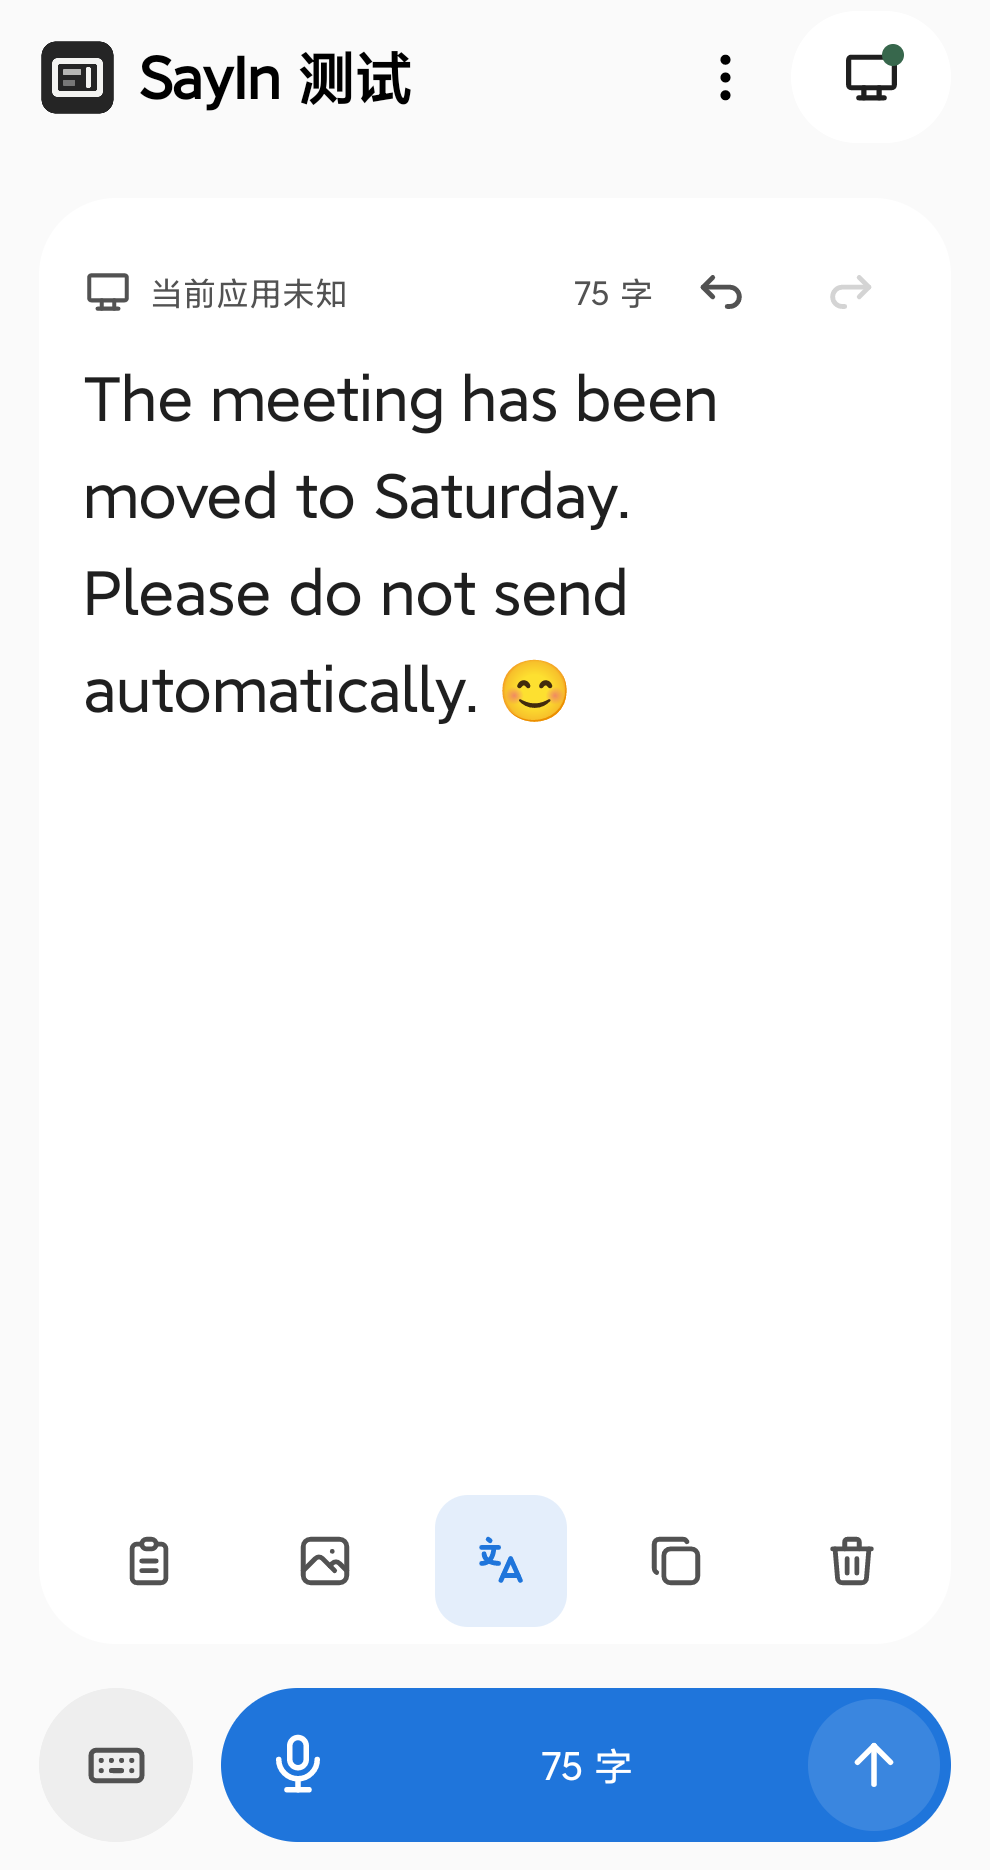 SayIn 测试
当前应用未知 75 字
The meeting has been
moved to Saturday.
Please do not send
automatically. 😊
75 字